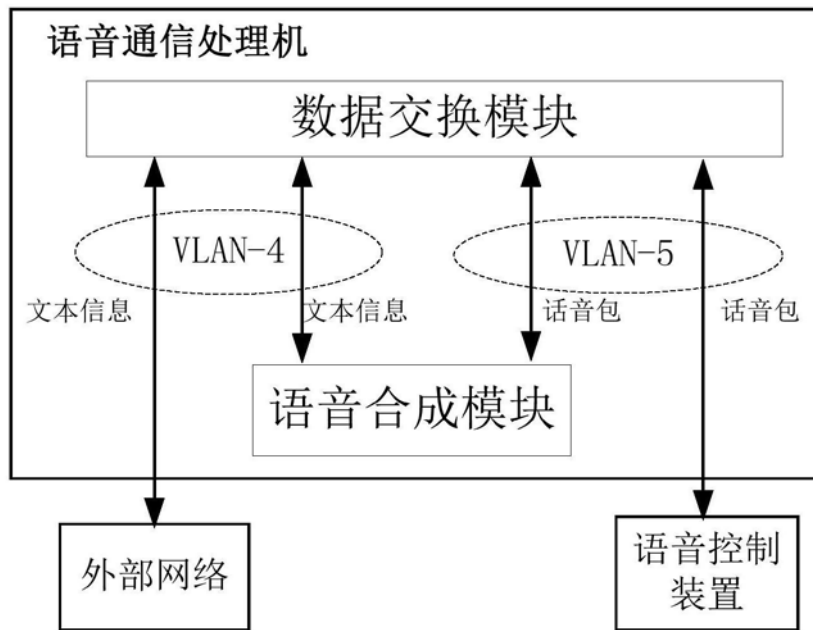 语音通信处理机
数据交换模块
VLAN-4
VLAN-5
文本信息
文本信息
话音包
话音包
语音合成模块
外部网络
语音控制
装置